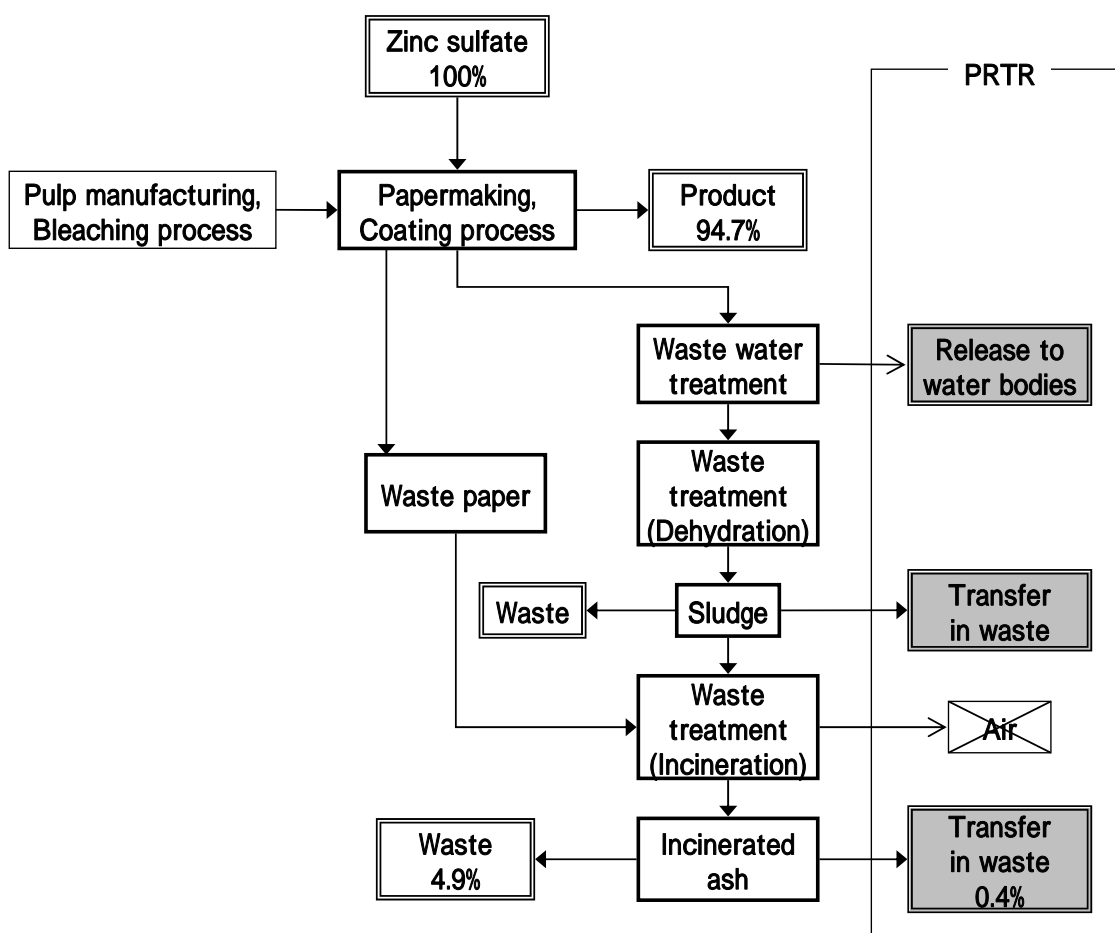 Zinc sulfate
100%
PRTR
Pulp manufacturing,
Bleaching process
Papermaking,
Coating process
Product
94.7%
Waste water
treatment
Release to
water bodies
Waste paper
Waste
treatment
(Dehydration)
Waste
Sludge
Transfer
in waste
Waste
treatment
(Incineration)
Air
Waste
4.9%
Incinerated
ash
Transfer
in waste
0.4%